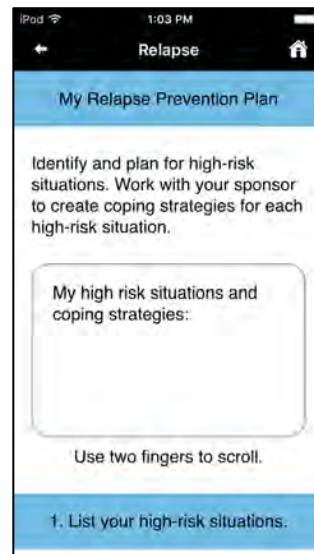 iPod 1:03 PM
Relapse
My Relapse Prevention Plan
Identify and plan for high-risk
situations. Work with your sponsor
to create coping strategies for each
high-risk situation.
My high risk situations and
coping strategies:
Use two fingers to scroll.
1. List your high-risk situations.